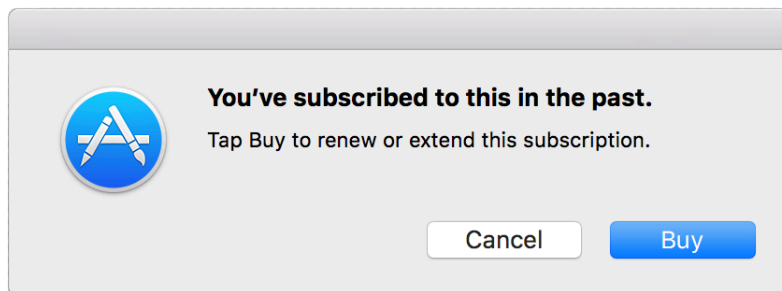 You’ve subscribed to this in the past.
Tap Buy to renew or extend this subscription.
Cancel
Buy